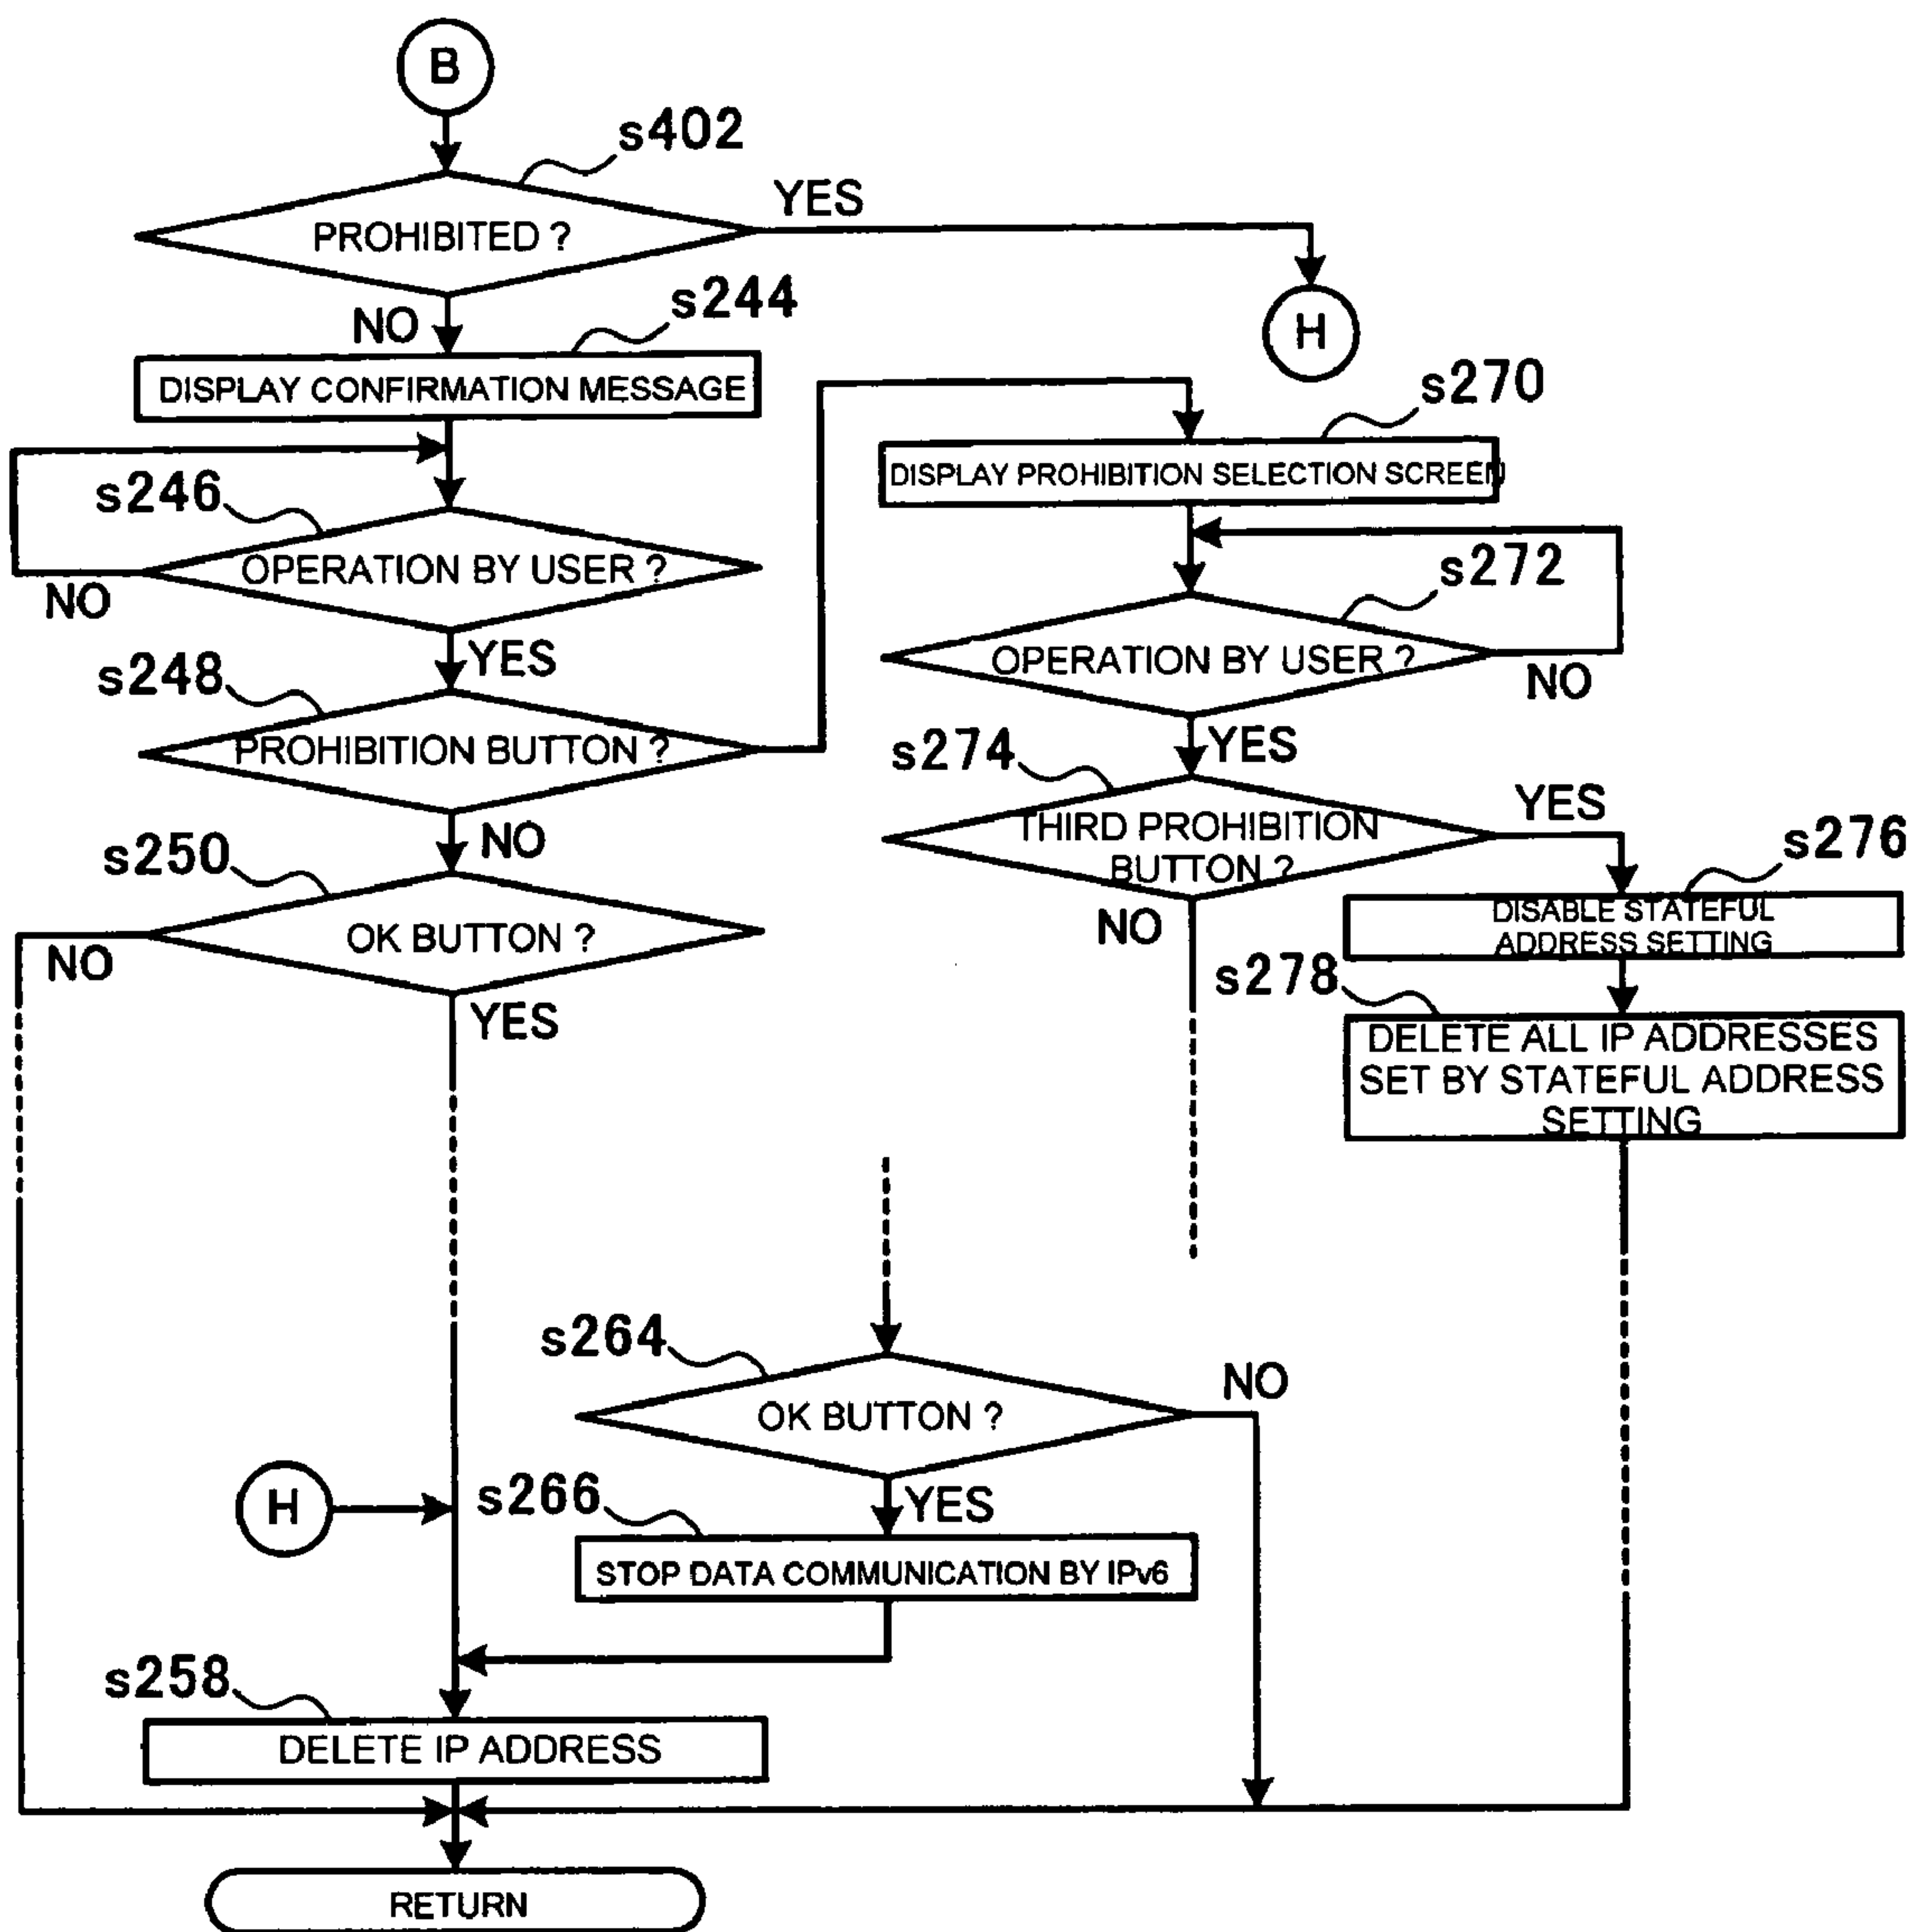 B
s402
YES
PROHIBITED ?
H
NO
s244
DISPLAY CONFIRMATION MESSAGE
s270
DISPLAY PROHIBITION SELECTION SCREEN
s246
OPERATION BY USER ?
NO
YES
s272
OPERATION BY USER ?
NO
YES
s248
PROHIBITION BUTTON ?
NO
s274
THIRD PROHIBITION
BUTTON ?
YES
NO
s276
DISABLE STATEFUL
ADDRESS SETTING
s250
OK BUTTON ?
NO
YES
s278
DELETE ALL IP ADDRESSES
SET BY STATEFUL ADDRESS
SETTING
s264
OK BUTTON ?
NO
YES
H
s266
STOP DATA COMMUNICATION BY IPv6
s258
DELETE IP ADDRESS
RETURN